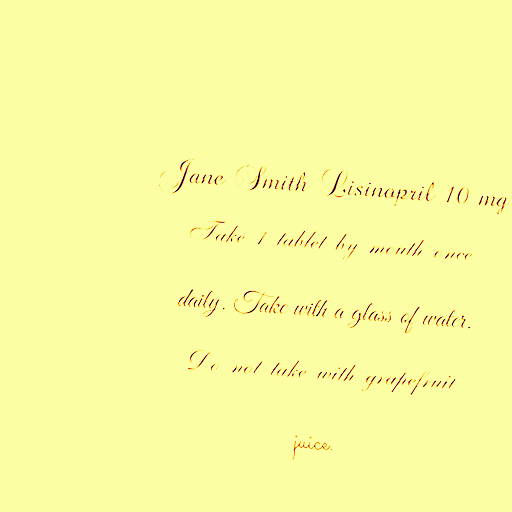 Jane Smith Lisinopril 10 mg
Take 1 tablet by mouth once
daily. Take with a glass of water.
Do not take with grapefruit
juice.